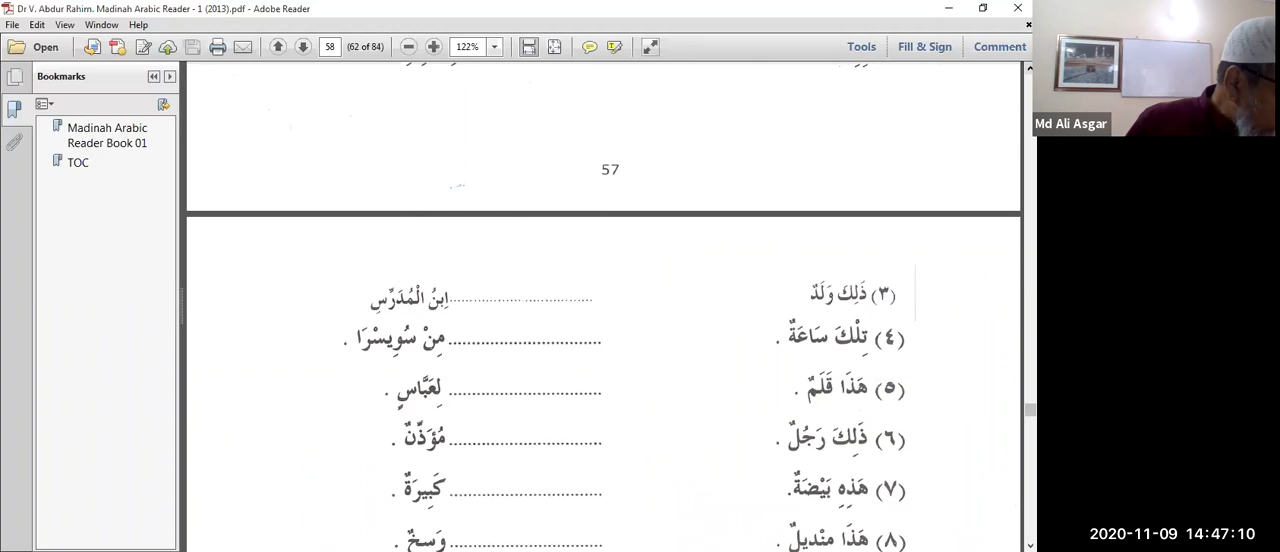 Dr V. Abdur Rahim. Madinah Arabic Reader - 1 (2013).pdf - Adobe Reader
File Edit View Window Help
Open 58 (62 of 84) 122% Tools Fill & Sign Comment
Bookmarks
Madinah Arabic
Reader Book 01
TOC
Md Ali Asgar
57
(٣) ذَلِكَ وَلَدٌ ................ ................ اِبنُ الْمُدَرِّسِ
(٤) تِلْكَ سَاعَةٌ . ................................ مِنْ سُوِيسْرَا .
(٥) هَذَا قَلَمٌ . ................................ لِعَبَّاسٍ .
(٦) ذَلِكَ رَجُلٌ . ................................ مُؤَذِّنٌ .
(٧) هَذِهِ بَيْضَةٌ. ................................ كَبِيرَةٌ .
(٨) هَذَا مِنْدِيلٌ . ................................ وَسِخٌ .
2020-11-09 14:47:10